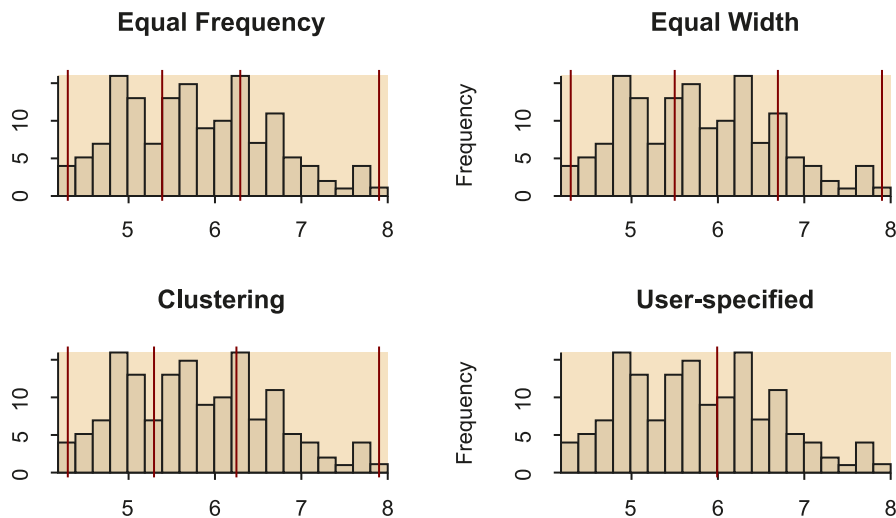 Equal Frequency
0 5 10
5 6 7 8
Equal Width
Frequency
0 5 10
5 6 7 8
Clustering
0 5 10
5 6 7 8
User-specified
Frequency
0 5 10
5 6 7 8